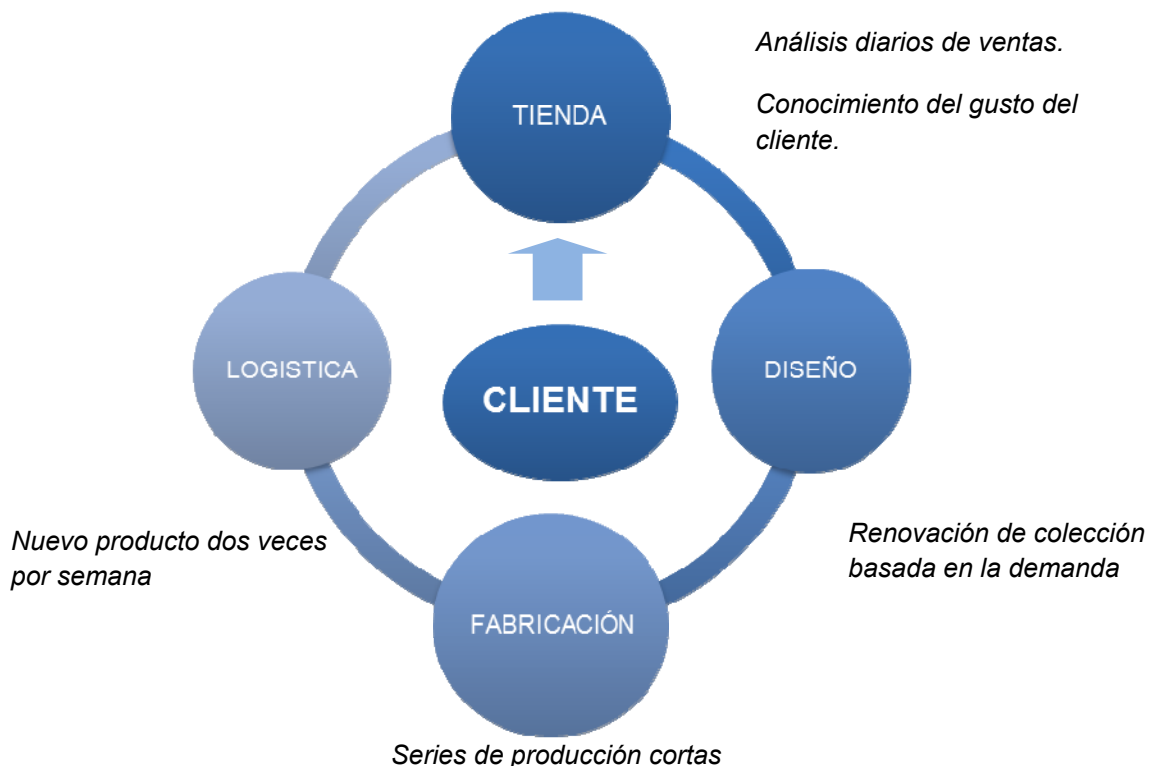 Análisis diarios de ventas.
TIENDA
Conocimiento del gusto del
cliente.
LOGISTICA
DISEÑO
CLIENTE
Nuevo producto dos veces
por semana
Renovación de colección
basada en la demanda
FABRICACIÓN
Series de producción cortas